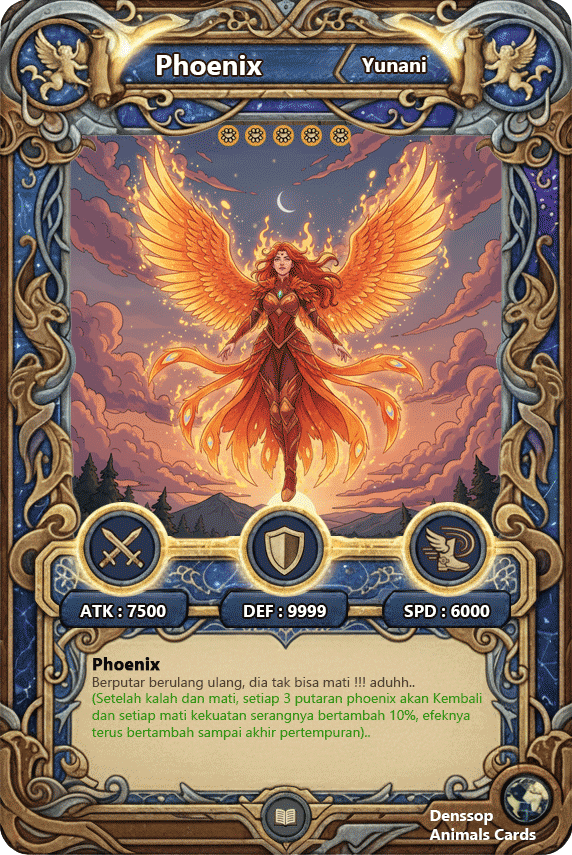 Phoenix
Yunani
ATK : 7500
DEF : 9999
SPD : 6000
Phoenix
Berputar berulang ulang, dia tak bisa mati !!! aduhh..
(Setelah kalah dan mati, setiap 3 putaran phoenix akan Kembali
dan setiap mati kekuatan serangnya bertambah 10%, efeknya
terus bertambah sampai akhir pertempuran)..
Denssop
Animals Cards